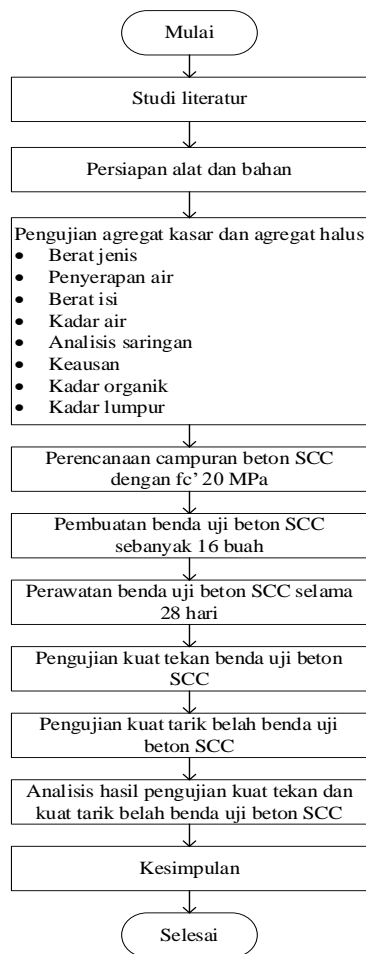 Mulai
Studi literatur
Persiapan alat dan bahan
Pengujian agregat kasar dan agregat halus
• Berat jenis
• Penyerapan air
• Berat isi
• Kadar air
• Analisis saringan
• Keausan
• Kadar organik
• Kadar lumpur
Perencanaan campuran beton SCC
dengan fc' 20 MPa
Pembuatan benda uji beton SCC
sebanyak 16 buah
Perawatan benda uji beton SCC selama
28 hari
Pengujian kuat tekan benda uji beton
SCC
Pengujian kuat tarik belah benda uji
beton SCC
Analisis hasil pengujian kuat tekan dan
kuat tarik belah benda uji beton SCC
Kesimpulan
Selesai